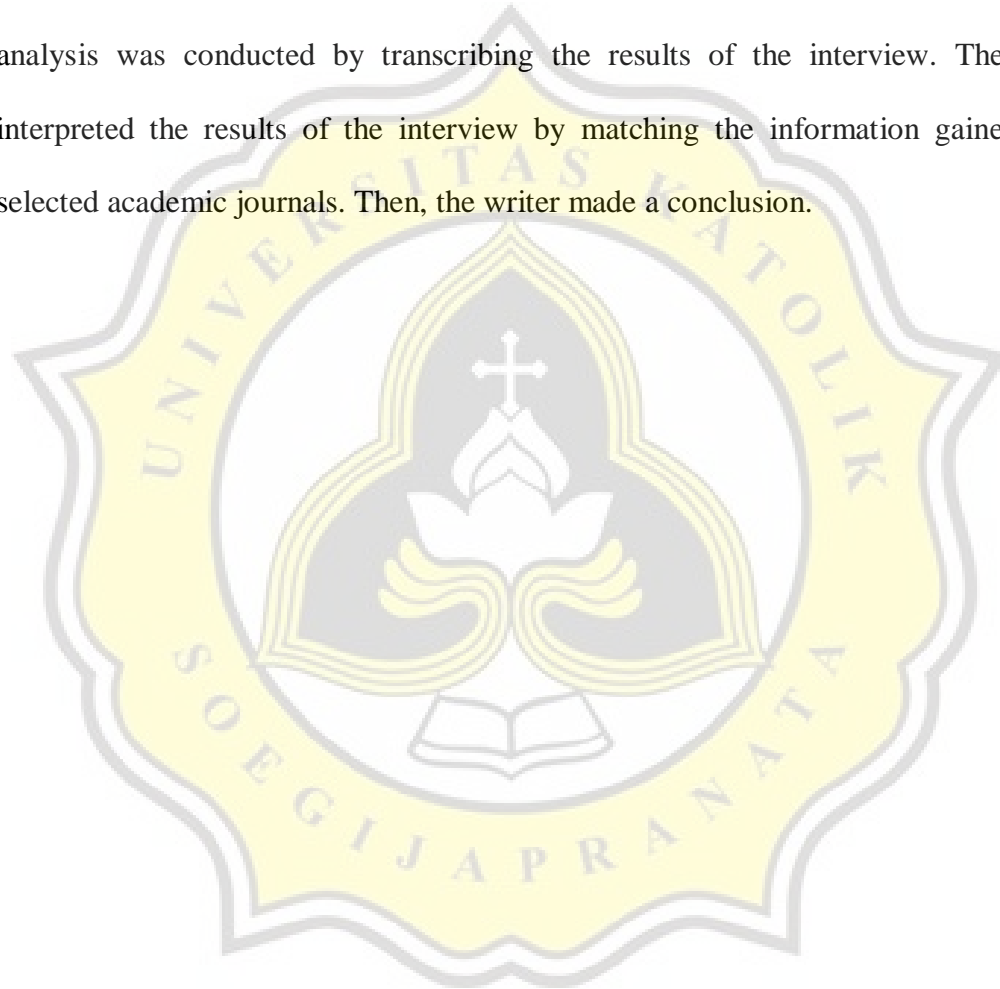 analysis was conducted by transcribing the results of the interview. The
interpreted the results of the interview by matching the information gaine
selected academic journals. Then, the writer made a conclusion.
UNIVERSITAS KATOLIK
SOEGIJAPRANATA